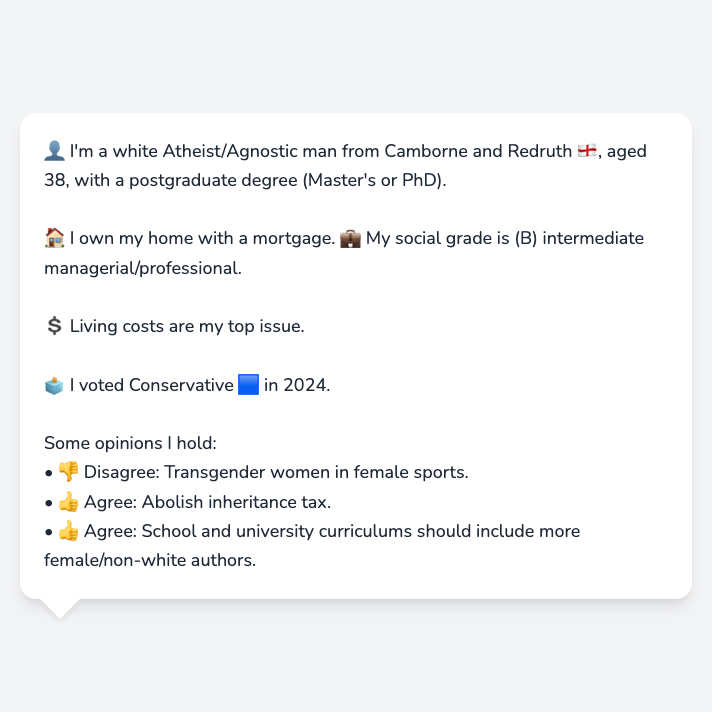 👤 I'm a white Atheist/Agnostic man from Camborne and Redruth 🏴󠁧󠁢󠁥󠁮󠁧󠁿, aged
38, with a postgraduate degree (Master's or PhD).
🏠 I own my home with a mortgage. 💼 My social grade is (B) intermediate
managerial/professional.
💲 Living costs are my top issue.
🗳️ I voted Conservative 🟦 in 2024.
Some opinions I hold:
• 👎 Disagree: Transgender women in female sports.
• 👍 Agree: Abolish inheritance tax.
• 👍 Agree: School and university curriculums should include more
female/non-white authors.